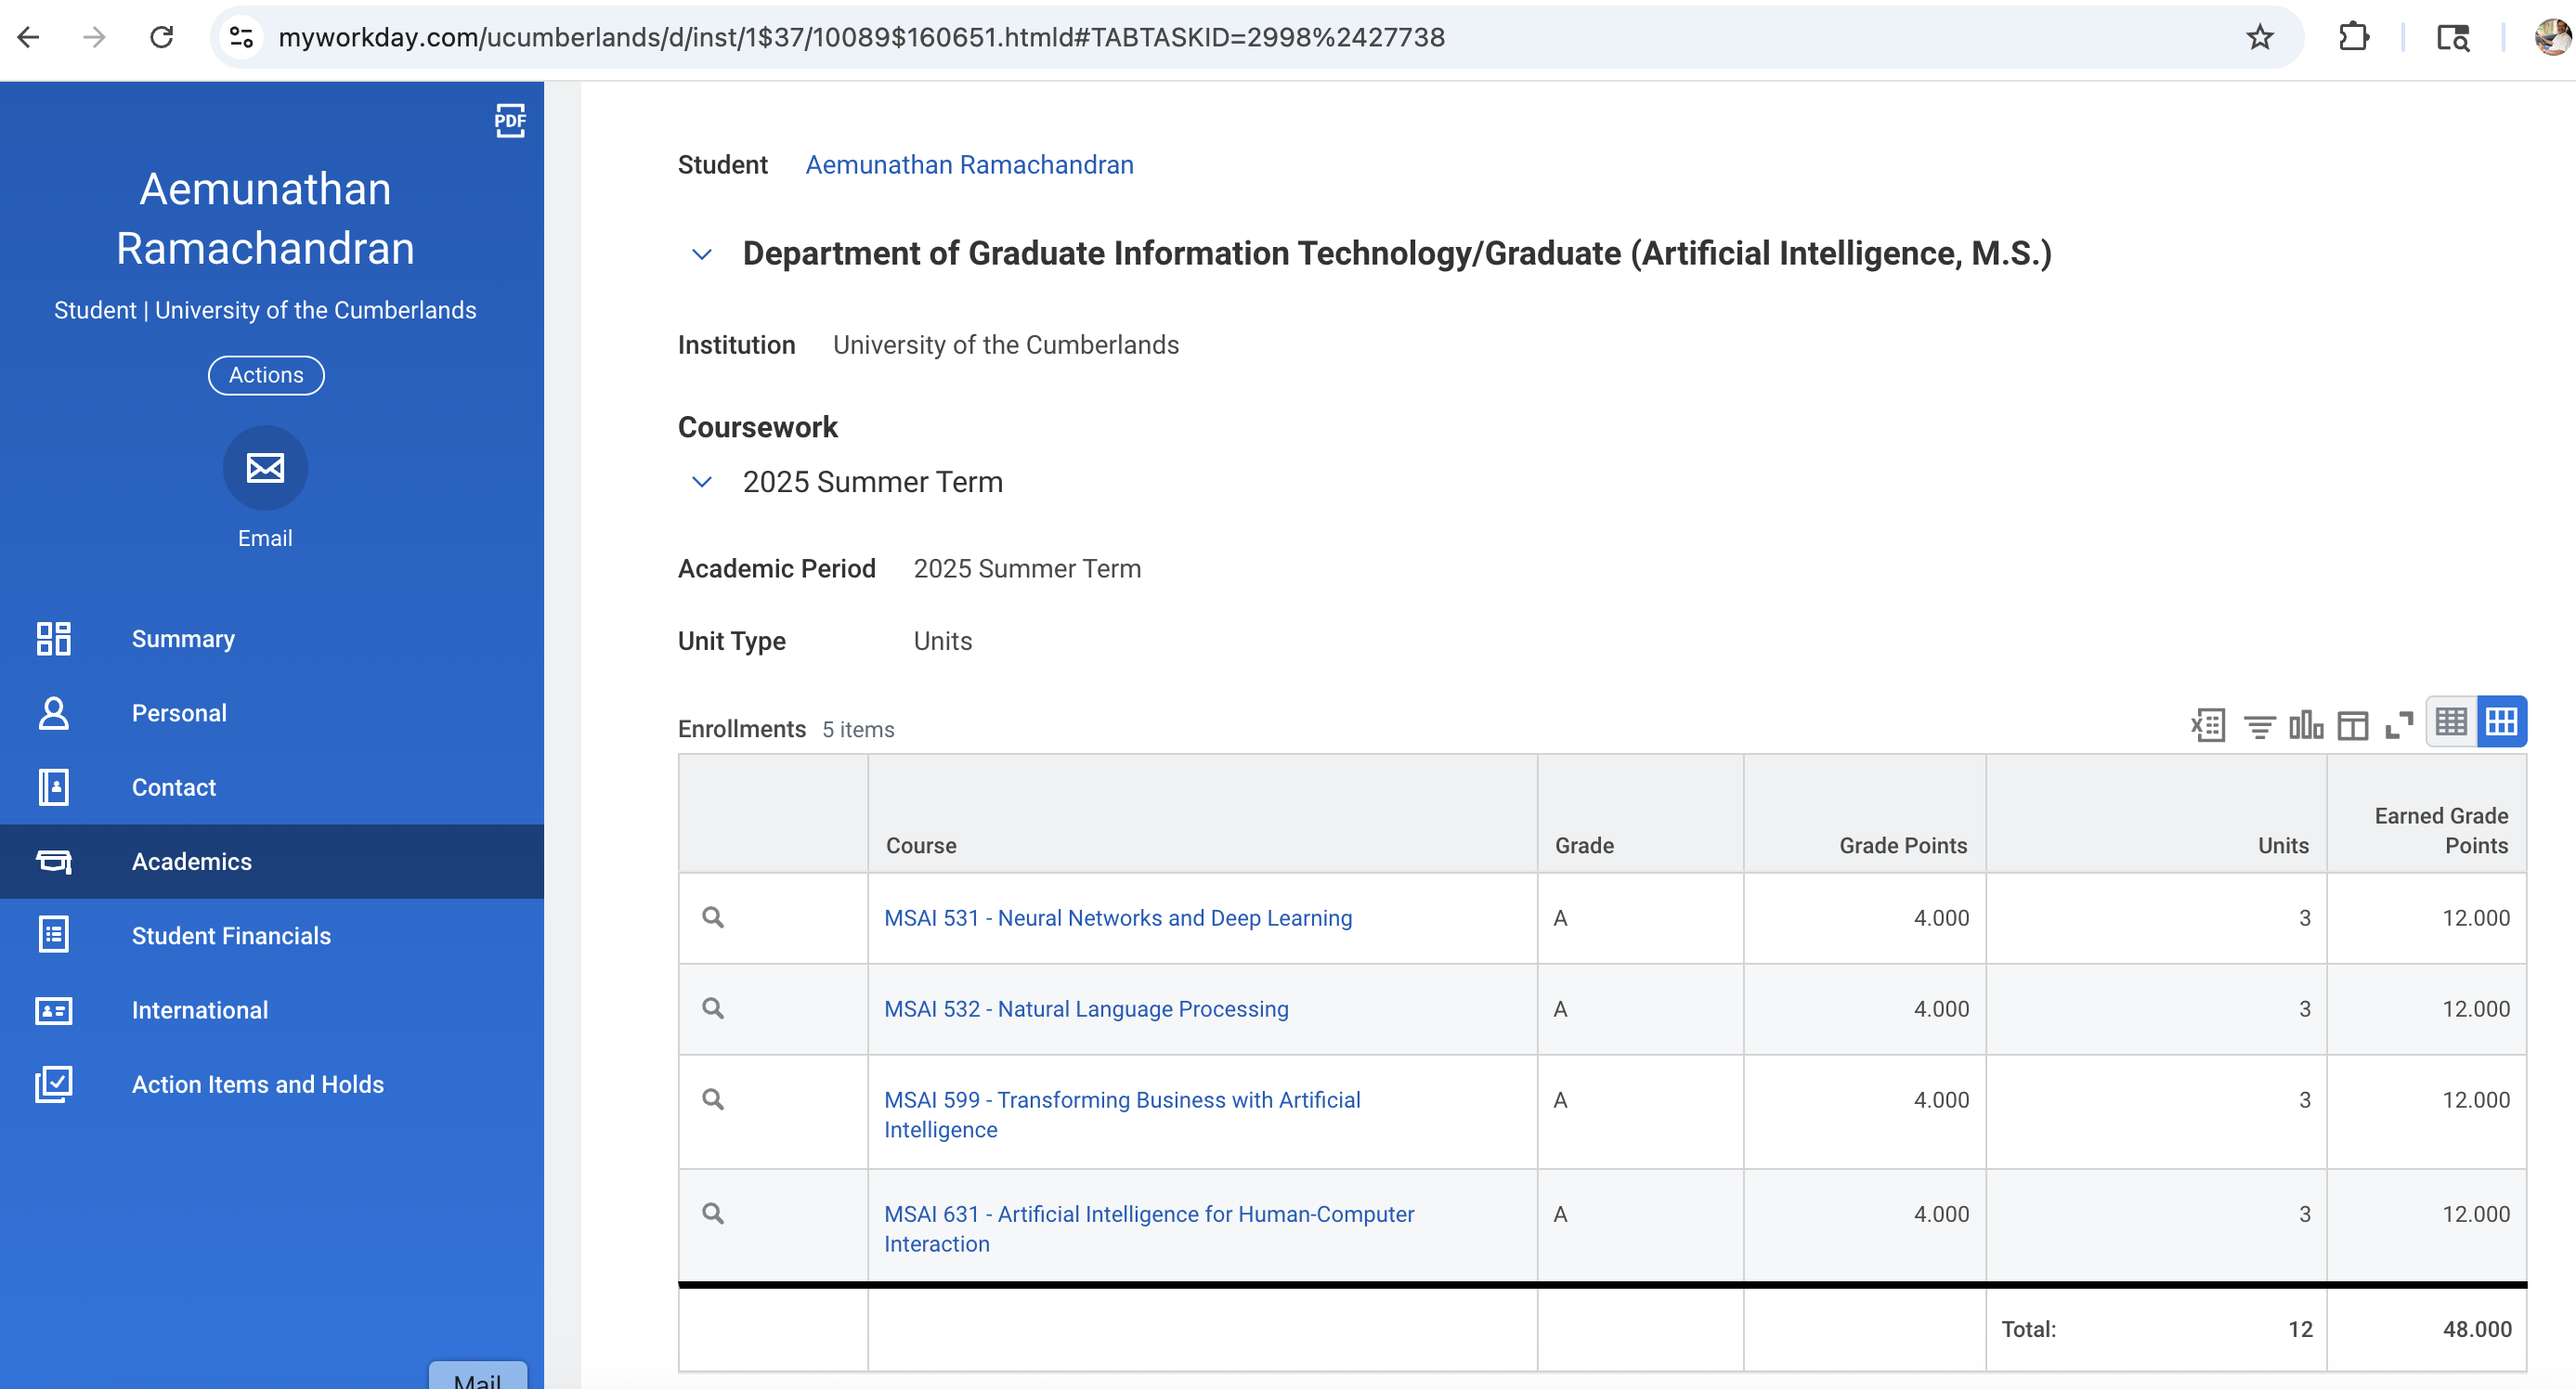 myworkday.com/ucumberlands/d/inst/1$37/10089$160651.htmld#TABTASKID=2998%2427738
PDF
Aemunathan
Ramachandran
Student | University of the Cumberlands
Actions
Email
Summary
Personal
Contact
Academics
Student Financials
International
Action Items and Holds
Mail
Student Aemunathan Ramachandran
Department of Graduate Information Technology/Graduate (Artificial Intelligence, M.S.)
Institution University of the Cumberlands
Coursework
2025 Summer Term
Academic Period 2025 Summer Term
Unit Type Units
Enrollments 5 items
Course Grade Grade Points Units Earned Grade Points
MSAI 531 - Neural Networks and Deep Learning A 4.000 3 12.000
MSAI 532 - Natural Language Processing A 4.000 3 12.000
MSAI 599 - Transforming Business with Artificial
Intelligence A 4.000 3 12.000
MSAI 631 - Artificial Intelligence for Human-Computer
Interaction A 4.000 3 12.000
Total: 12 48.000